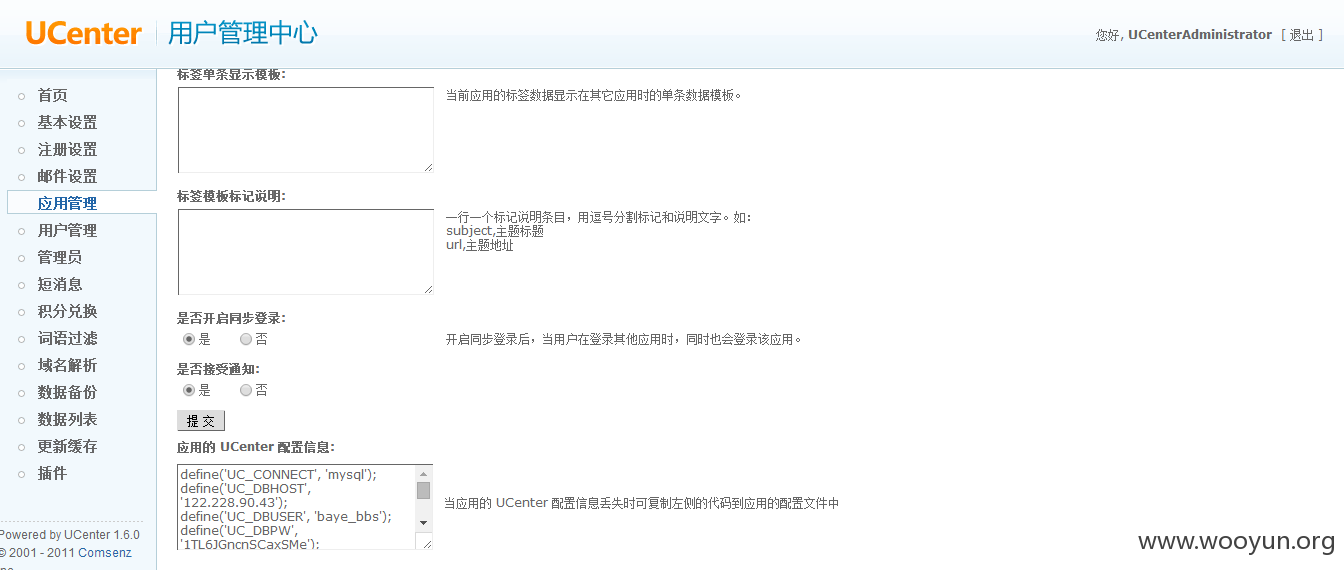 UCenter 用户管理中心
您好, UCenterAdministrator [ 退出 ]
首页
基本设置
注册设置
邮件设置
应用管理
用户管理
管理员
短消息
积分兑换
词语过滤
域名解析
数据备份
数据列表
更新缓存
插件
Powered by UCenter 1.6.0
© 2001 - 2011 Comsenz
标签单条显示模板:
当前应用的标签数据显示在其它应用时的单条数据模板。
标签模板标记说明:
一行一个标记说明条目，用逗号分割标记和说明文字。如:
subject,主题标题
url,主题地址
是否开启同步登录:
是 否
开启同步登录后，当用户在登录其他应用时，同时也会登录该应用。
是否接受通知:
是 否
提 交
应用的 UCenter 配置信息:
define('UC_CONNECT', 'mysql');
define('UC_DBHOST',
'122.228.90.43');
define('UC_DBUSER', 'baye_bbs');
define('UC_DBPW',
'1TL6JGncnSCaxSMe');
当应用的 UCenter 配置信息丢失时可复制左侧的代码到应用的配置文件中
www.wooyun.org